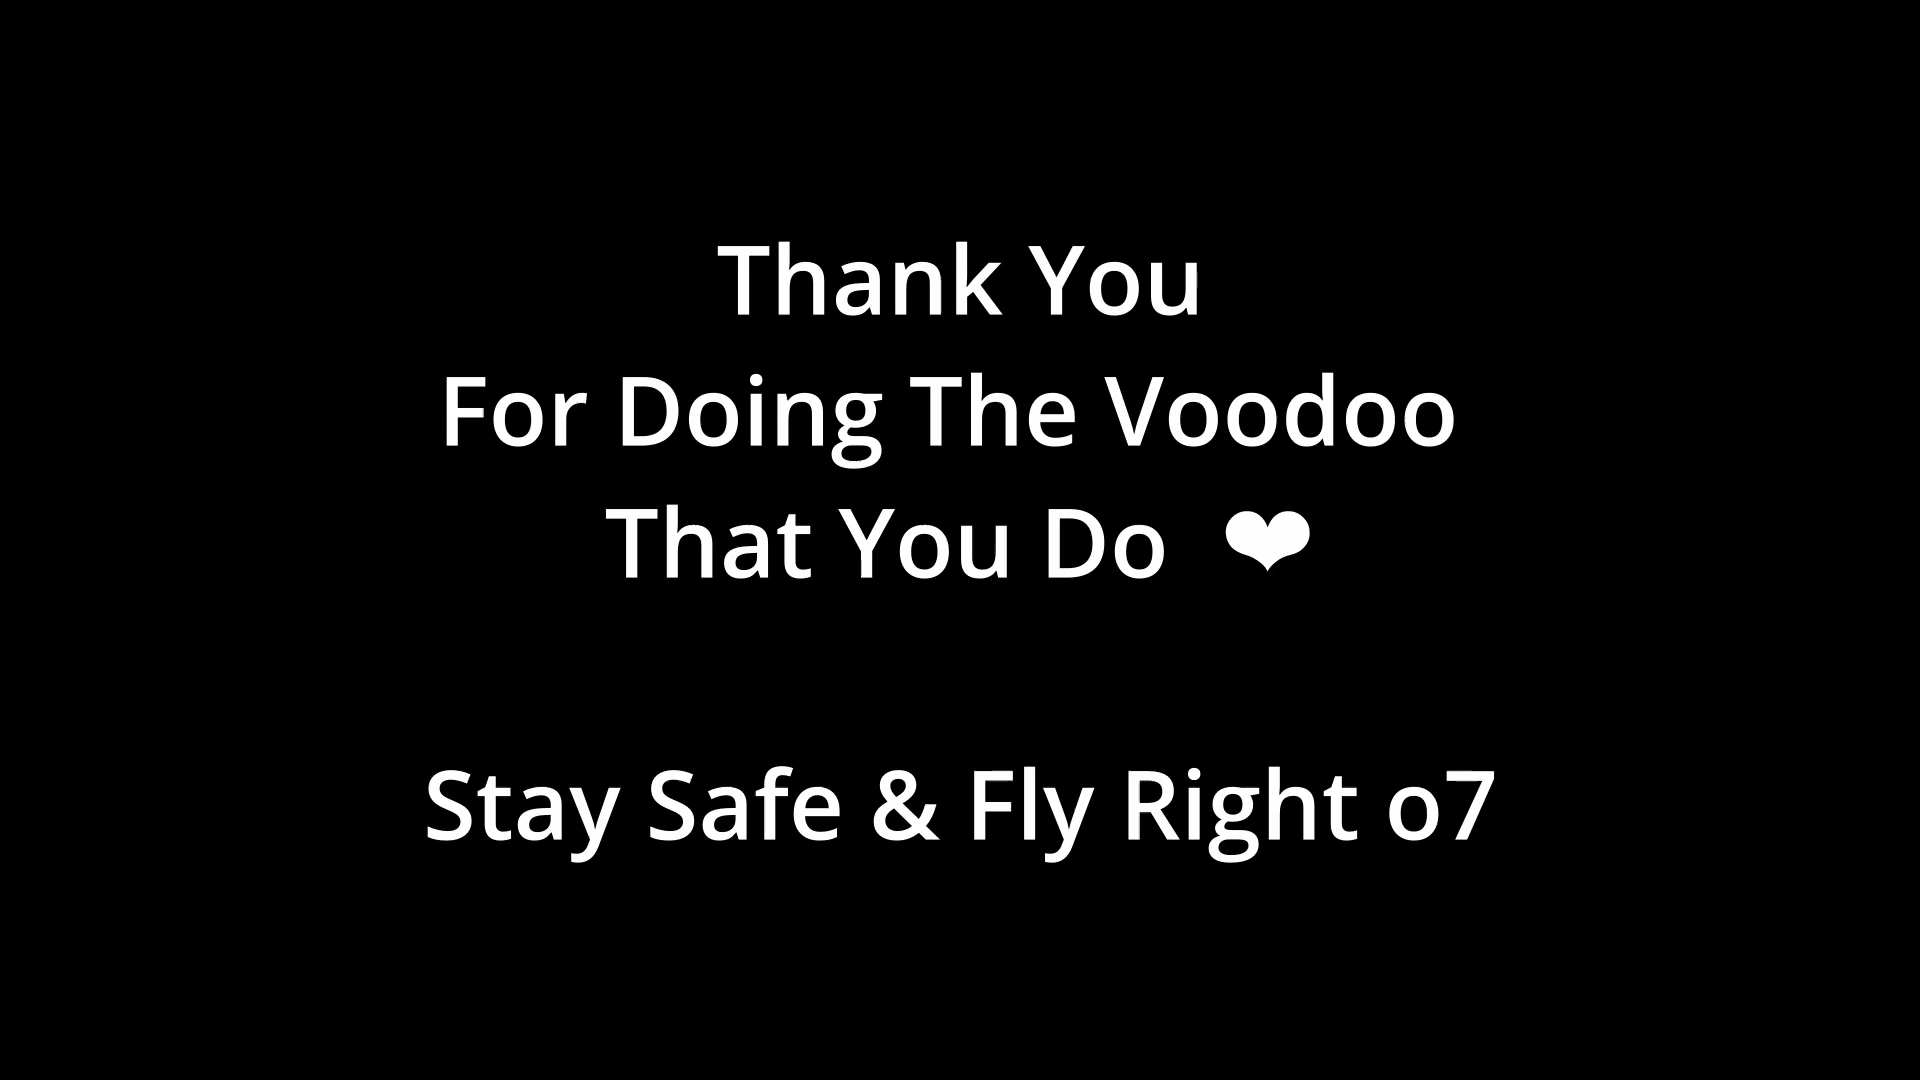 Thank You
For Doing The Voodoo
That You Do ❤
Stay Safe & Fly Right o7